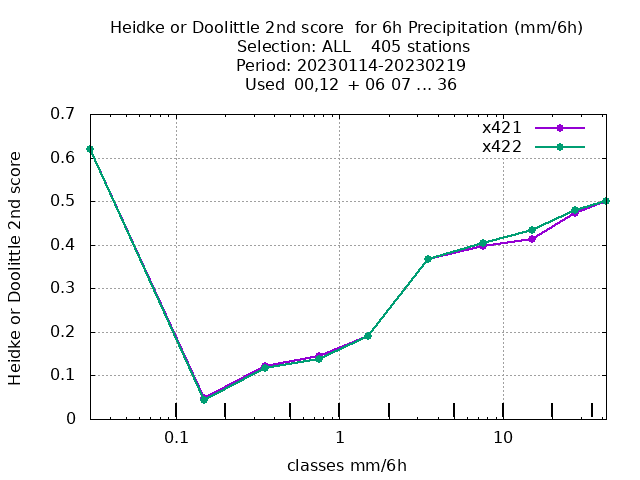 Heidke or Doolittle 2nd score  for 6h Precipitation (mm/6h)
Selection: ALL    405 stations
Period: 20230114-20230219
Used  00,12  + 06 07 ... 36
x421
x422
0.7
0.6
0.5
0.4
0.3
0.2
0.1
0
Heidke or Doolittle 2nd score
0.1
1
10
classes mm/6h